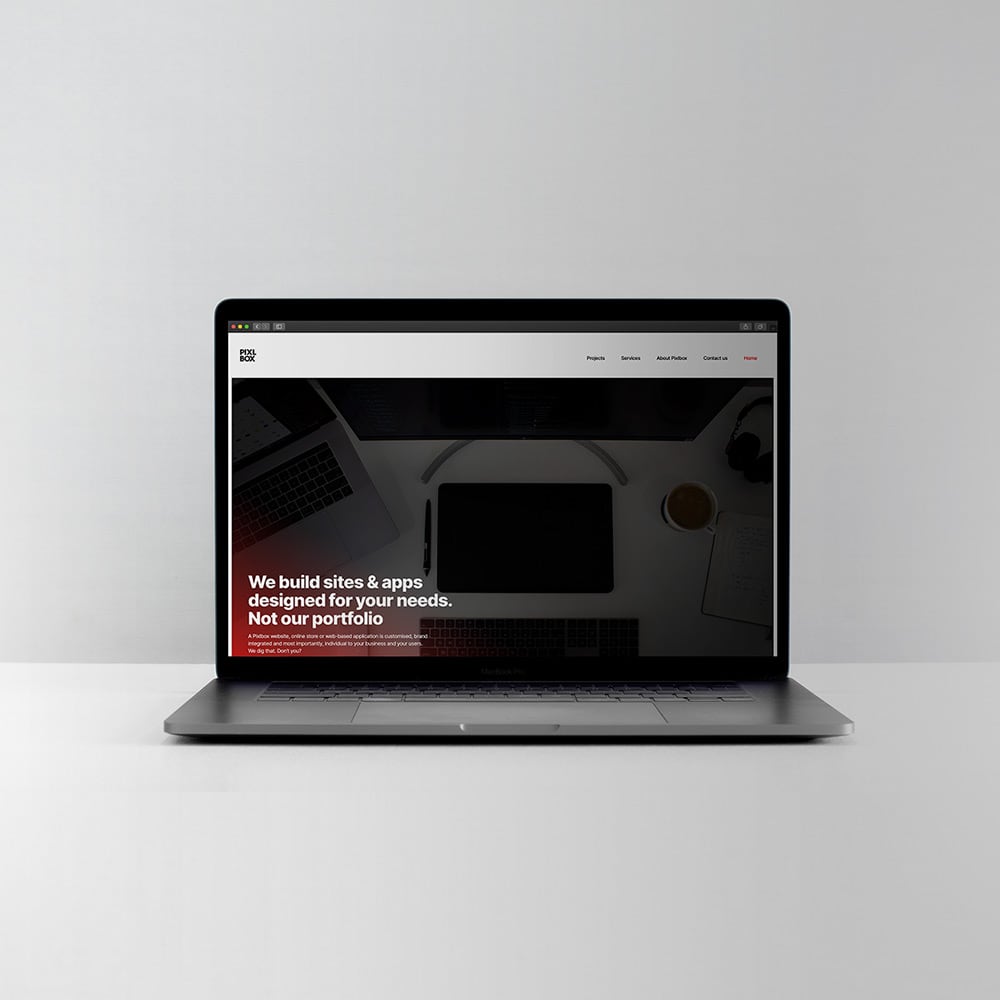 PIXL
BOX
Projects Services About Pixlbox Contact us Home
We build sites & apps
designed for your needs.
Not our portfolio
A Pixlbox website, online store or web-based application is customised, brand
integrated and most importantly, individual to your business and your users.
We dig that. Don't you?
MacBook Pro